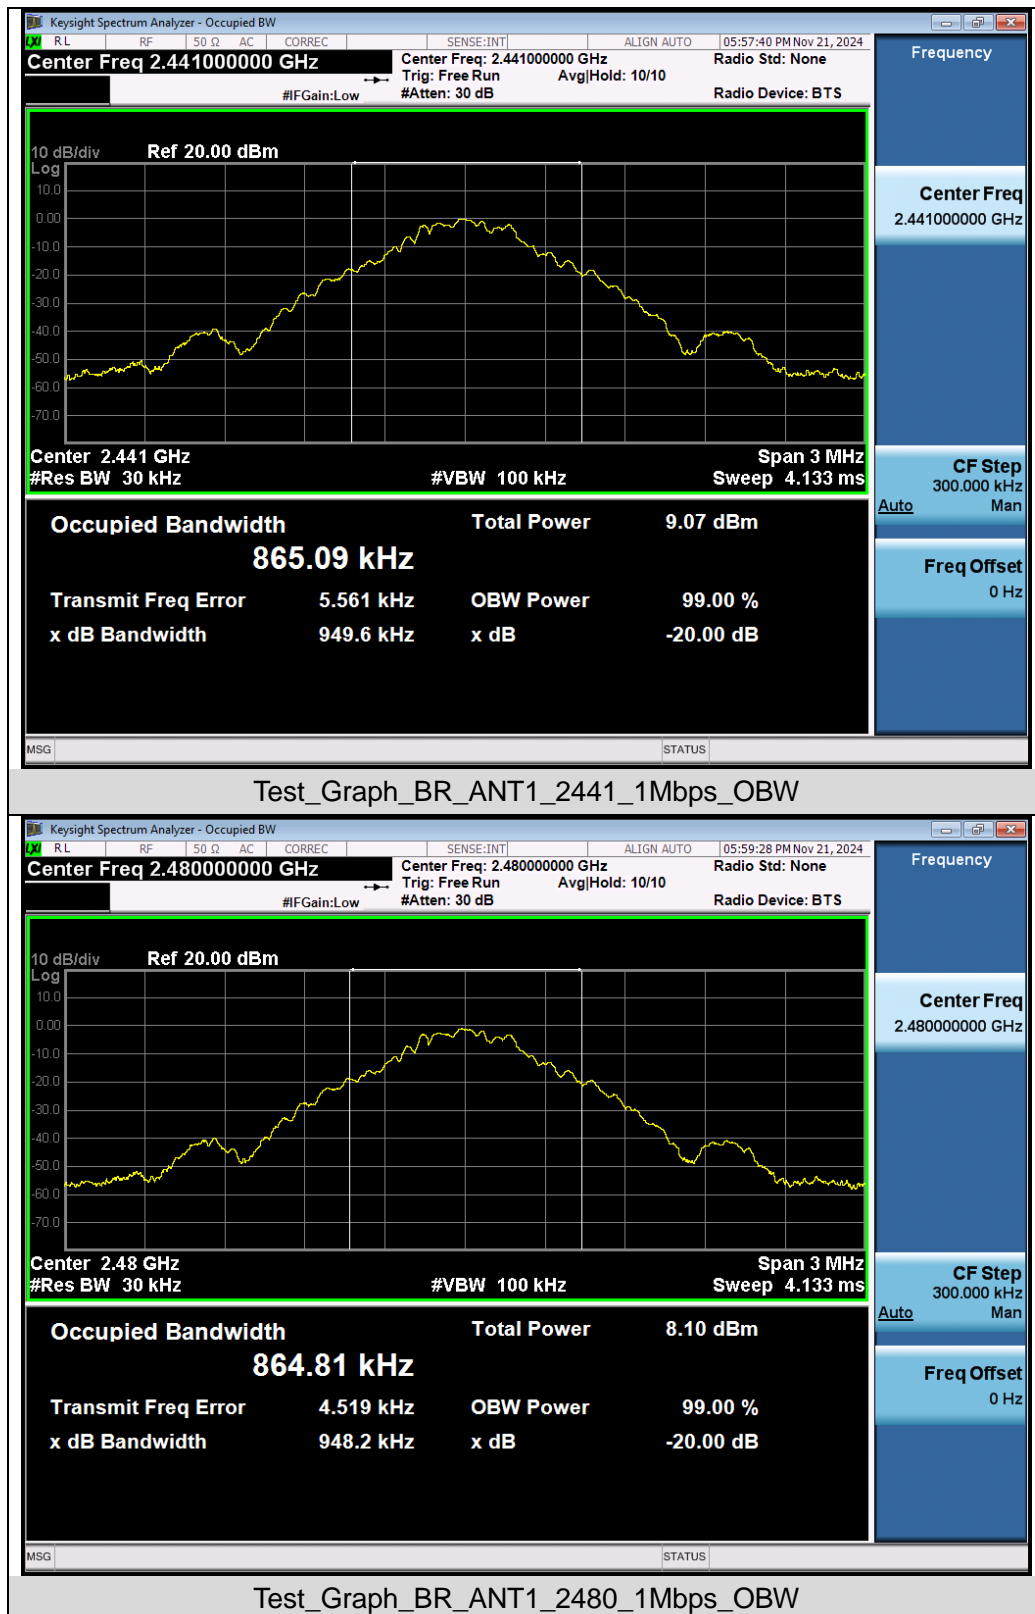 Keysight Spectrum Analyzer - Occupied BW
LXI RL RF 50 Ω AC CORREC SENSE:INT ALIGN AUTO 05:57:40 PM Nov 21, 2024
Center Freq 2.441000000 GHz
Center Freq: 2.441000000 GHz Radio Std: None
Trig: Free Run Avg|Hold: 10/10
#IFGain:Low #Atten: 30 dB Radio Device: BTS
Frequency
10 dB/div Ref 20.00 dBm
Log
10.0
0.00
-10.0
-20.0
-30.0
-40.0
-50.0
-60.0
-70.0
Center 2.441 GHz Span 3 MHz
#Res BW 30 kHz #VBW 100 kHz Sweep 4.133 ms
Center Freq
2.441000000 GHz
CF Step
300.000 kHz
Auto Man
Freq Offset
0 Hz
Occupied Bandwidth Total Power 9.07 dBm
865.09 kHz
Transmit Freq Error 5.561 kHz OBW Power 99.00 %
x dB Bandwidth 949.6 kHz x dB -20.00 dB
MSG STATUS
Test_Graph_BR_ANT1_2441_1Mbps_OBW
Keysight Spectrum Analyzer - Occupied BW
LXI RL RF 50 Ω AC CORREC SENSE:INT ALIGN AUTO 05:59:28 PM Nov 21, 2024
Center Freq 2.480000000 GHz
Center Freq: 2.480000000 GHz Radio Std: None
Trig: Free Run Avg|Hold: 10/10
#IFGain:Low #Atten: 30 dB Radio Device: BTS
Frequency
10 dB/div Ref 20.00 dBm
Log
10.0
0.00
-10.0
-20.0
-30.0
-40.0
-50.0
-60.0
-70.0
Center 2.48 GHz Span 3 MHz
#Res BW 30 kHz #VBW 100 kHz Sweep 4.133 ms
Center Freq
2.480000000 GHz
CF Step
300.000 kHz
Auto Man
Freq Offset
0 Hz
Occupied Bandwidth Total Power 8.10 dBm
864.81 kHz
Transmit Freq Error 4.519 kHz OBW Power 99.00 %
x dB Bandwidth 948.2 kHz x dB -20.00 dB
MSG STATUS
Test_Graph_BR_ANT1_2480_1Mbps_OBW